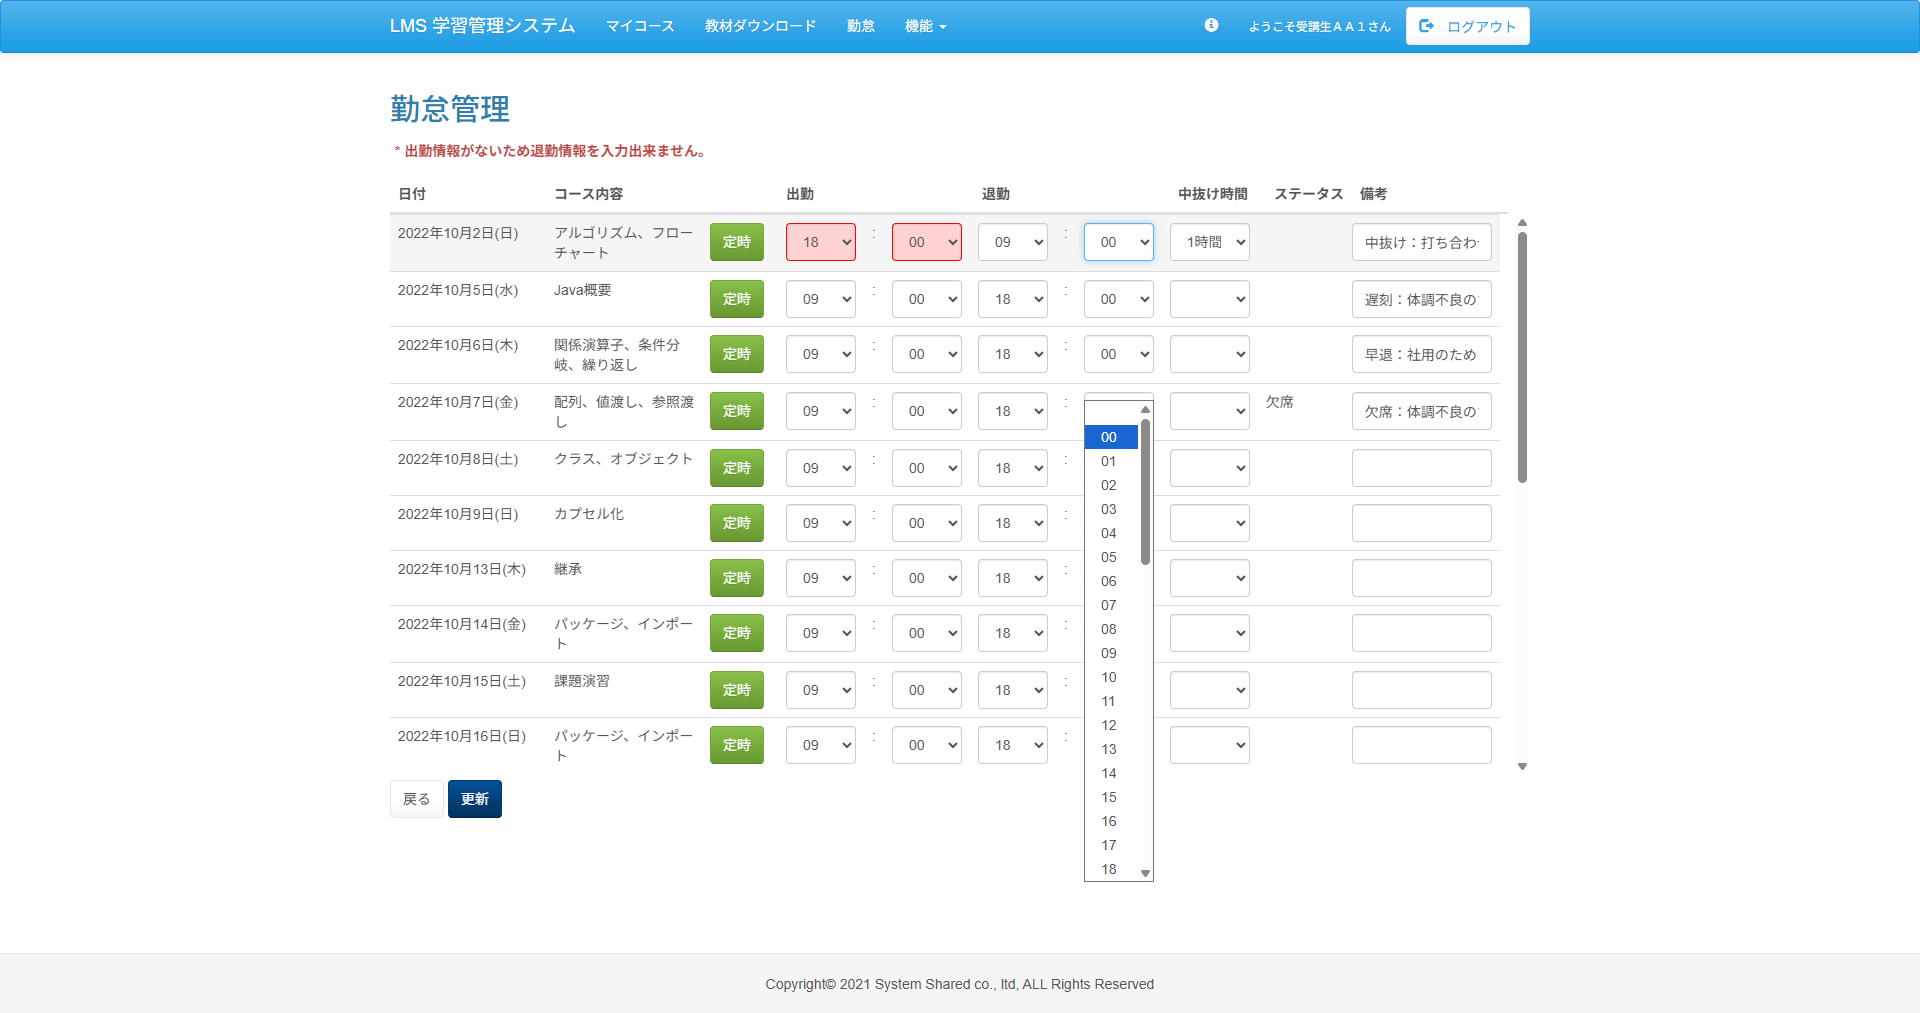 LMS 学習管理システム マイコース 教材ダウンロード 勤怠 機能 ようこそ受講生ＡＡ１さん ログアウト
勤怠管理
* 出勤情報がないため退勤情報を入力出来ません。
日付 コース内容 出勤 退勤 中抜け時間 ステータス 備考
2022年10月2日(日) アルゴリズム、フロー 定時 18 : 00 09 : 00 1時間 中抜け：打ち合わ
チャート
2022年10月5日(水) Java概要 定時 09 : 00 18 : 00 遅刻：体調不良の
2022年10月6日(木) 関係演算子、条件分 定時 09 : 00 18 : 00 早退：社用のため
岐、繰り返し
2022年10月7日(金) 配列、値渡し、参照渡 定時 09 : 00 18 : 欠席 欠席：体調不良の
し
2022年10月8日(土) クラス、オブジェクト 定時 09 : 00 18 :
2022年10月9日(日) カプセル化 定時 09 : 00 18 :
2022年10月13日(木) 継承 定時 09 : 00 18 :
2022年10月14日(金) パッケージ、インポー 定時 09 : 00 18 :
ト
2022年10月15日(土) 課題演習 定時 09 : 00 18 :
2022年10月16日(日) パッケージ、インポー 定時 09 : 00 18 :
ト
00
01
02
03
04
05
06
07
08
09
10
11
12
13
14
15
16
17
18
戻る 更新
Copyright© 2021 System Shared co., ltd, ALL Rights Reserved